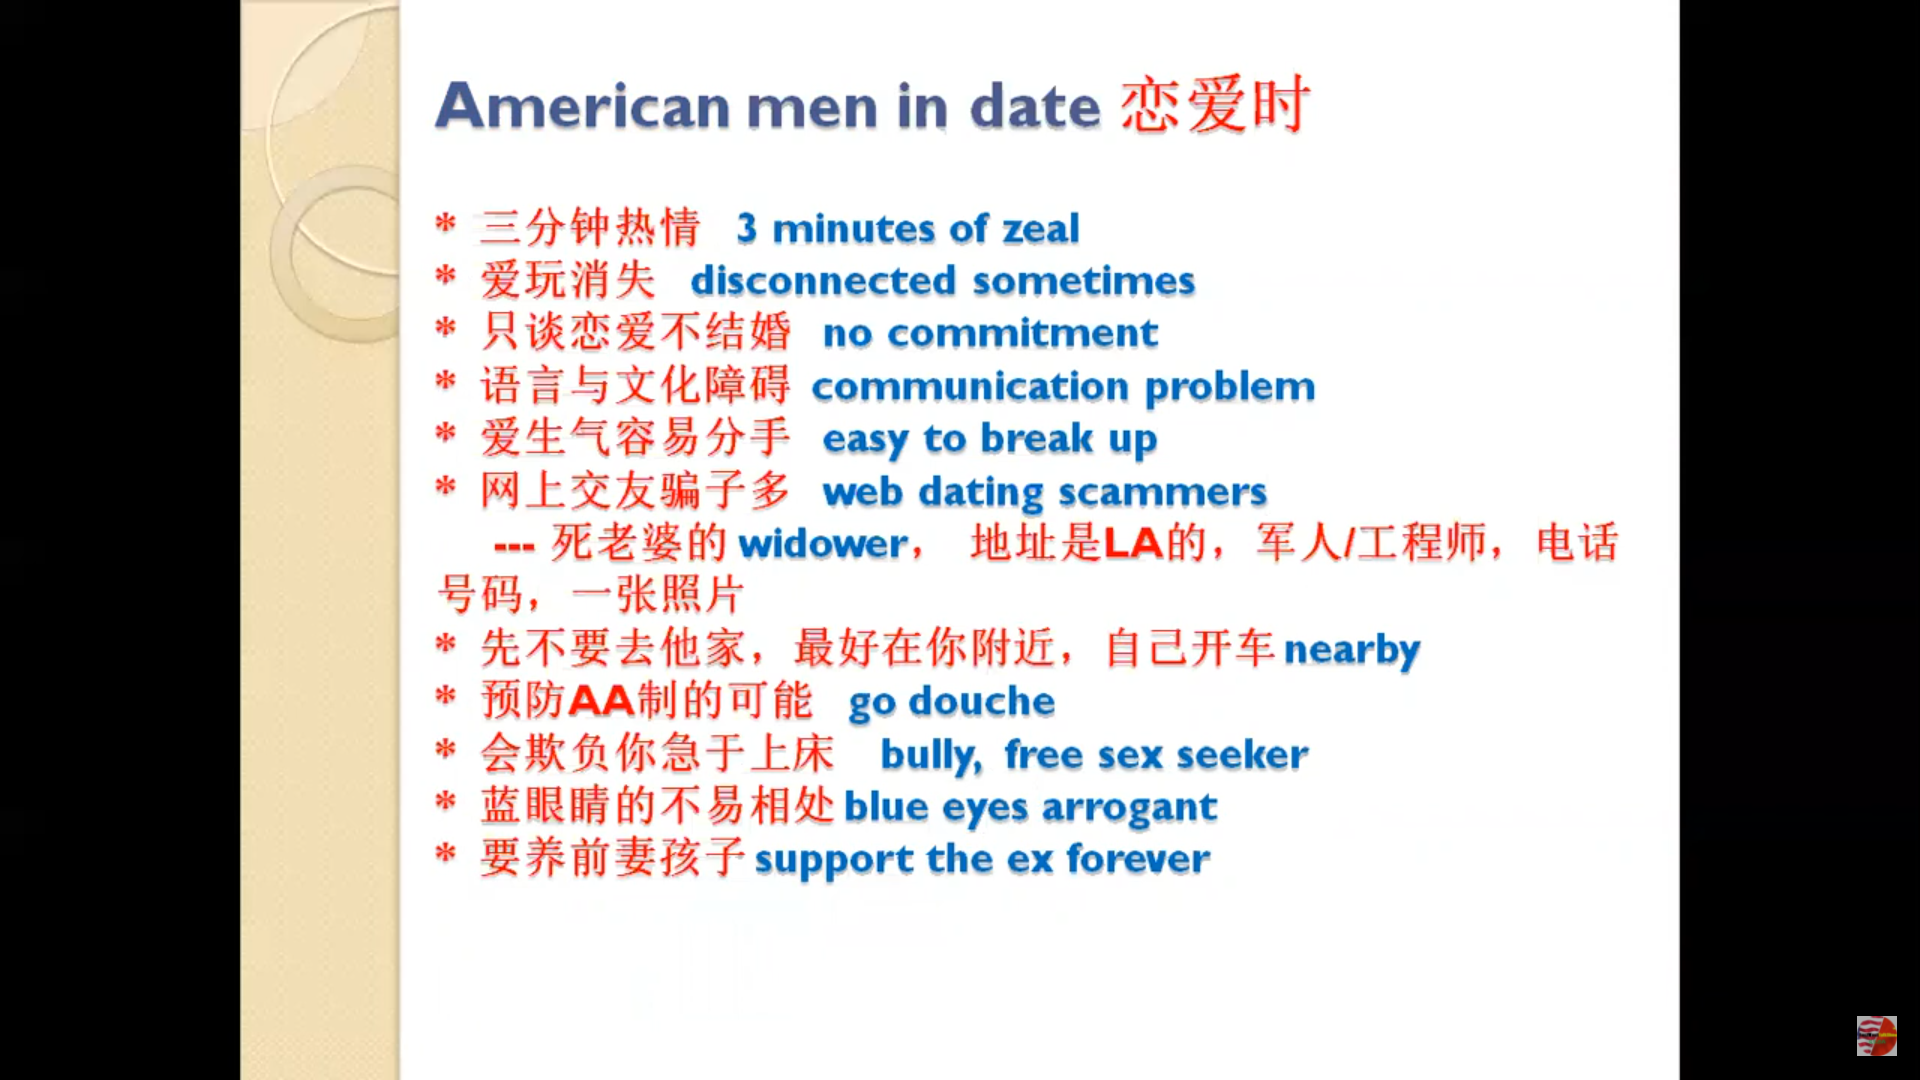 American men in date 恋爱时
* 三分钟热情 3 minutes of zeal
* 爱玩消失 disconnected sometimes
* 只谈恋爱不结婚 no commitment
* 语言与文化障碍 communication problem
* 爱生气容易分手 easy to break up
* 网上交友骗子多 web dating scammers
--- 死老婆的 widower， 地址是LA的，军人/工程师，电话
号码，一张照片
* 先不要去他家，最好在你附近，自己开车 nearby
* 预防AA制的可能 go douche
* 会欺负你急于上床 bully, free sex seeker
* 蓝眼睛的不易相处 blue eyes arrogant
* 要养前妻孩子 support the ex forever